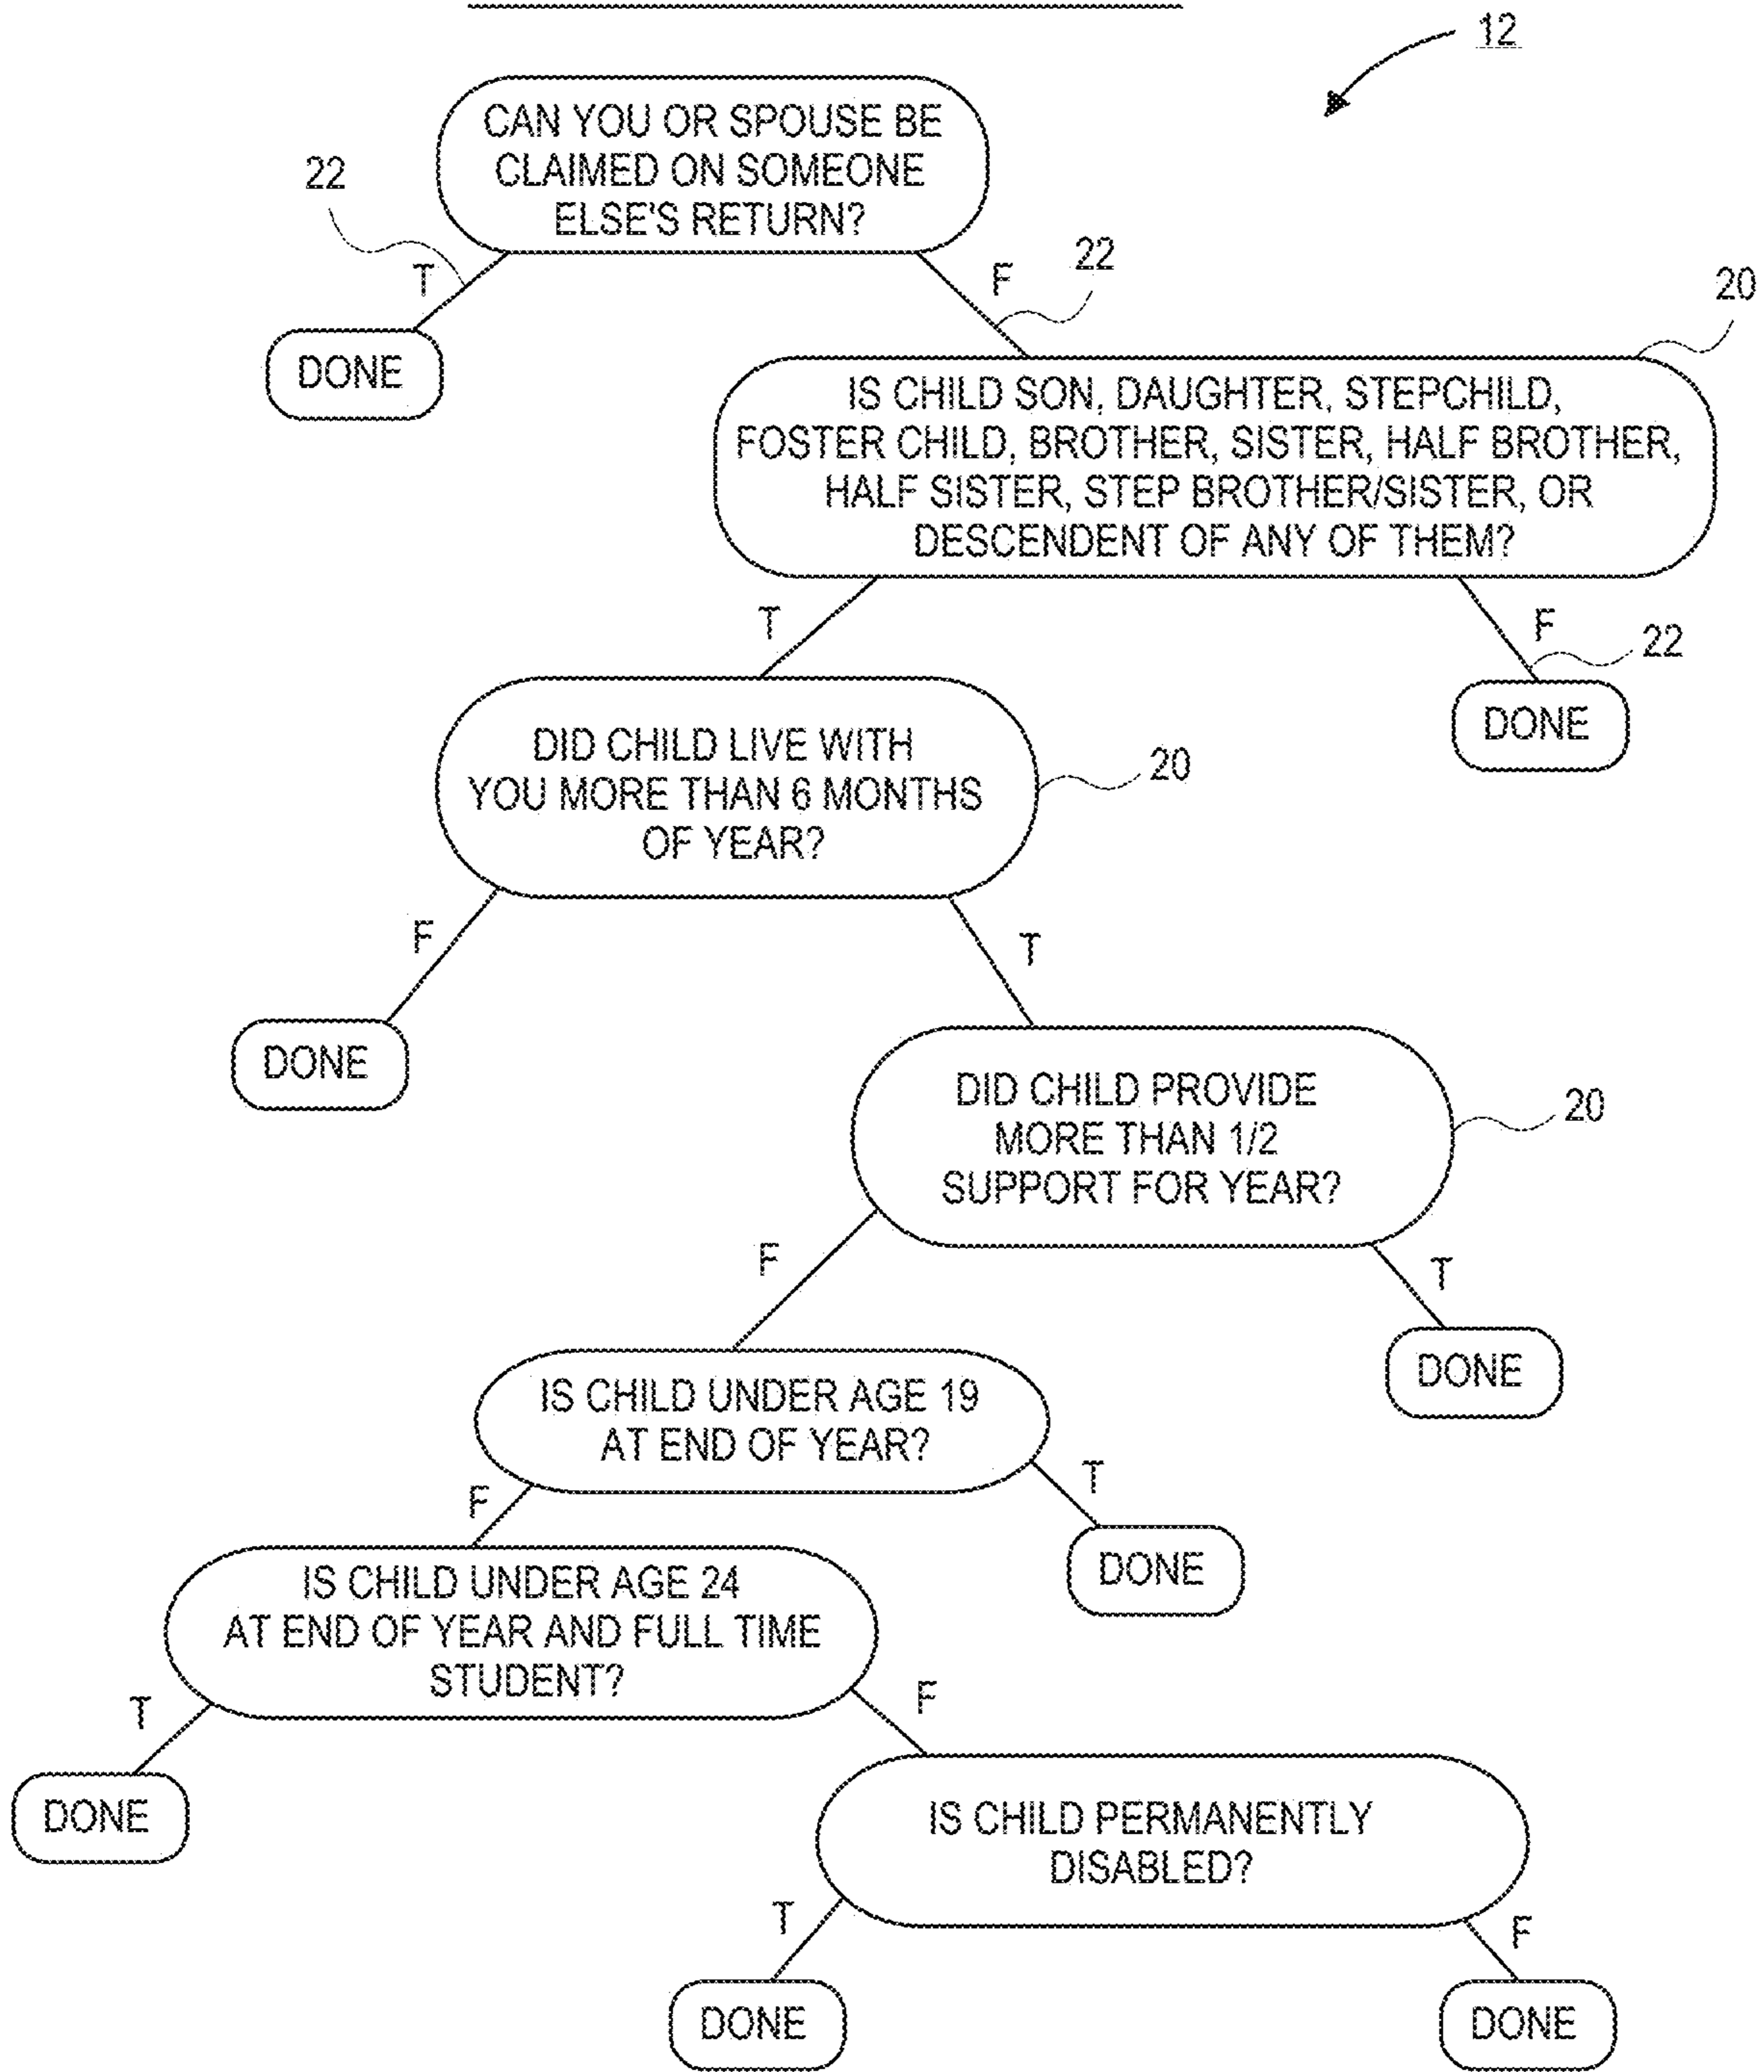 12
CAN YOU OR SPOUSE BE
CLAIMED ON SOMEONE
ELSE'S RETURN?
22
T
F
22
DONE
20
IS CHILD SON, DAUGHTER, STEPCHILD,
FOSTER CHILD, BROTHER, SISTER, HALF BROTHER,
HALF SISTER, STEP BROTHER/SISTER, OR
DESCENDENT OF ANY OF THEM?
T
F
22
DONE
DID CHILD LIVE WITH
YOU MORE THAN 6 MONTHS
OF YEAR?
20
F
T
DONE
DID CHILD PROVIDE
MORE THAN 1/2
SUPPORT FOR YEAR?
20
F
T
DONE
IS CHILD UNDER AGE 19
AT END OF YEAR?
F
T
DONE
IS CHILD UNDER AGE 24
AT END OF YEAR AND FULL TIME
STUDENT?
T
F
DONE
IS CHILD PERMANENTLY
DISABLED?
T
F
DONE
DONE